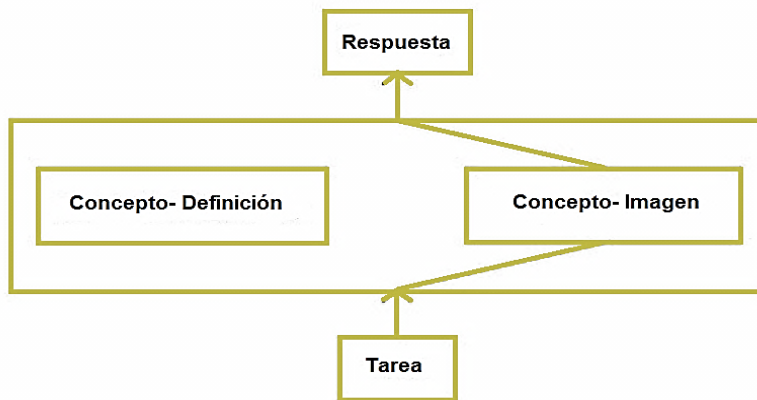 Respuesta
Concepto- Definición
Concepto- Imagen
Tarea